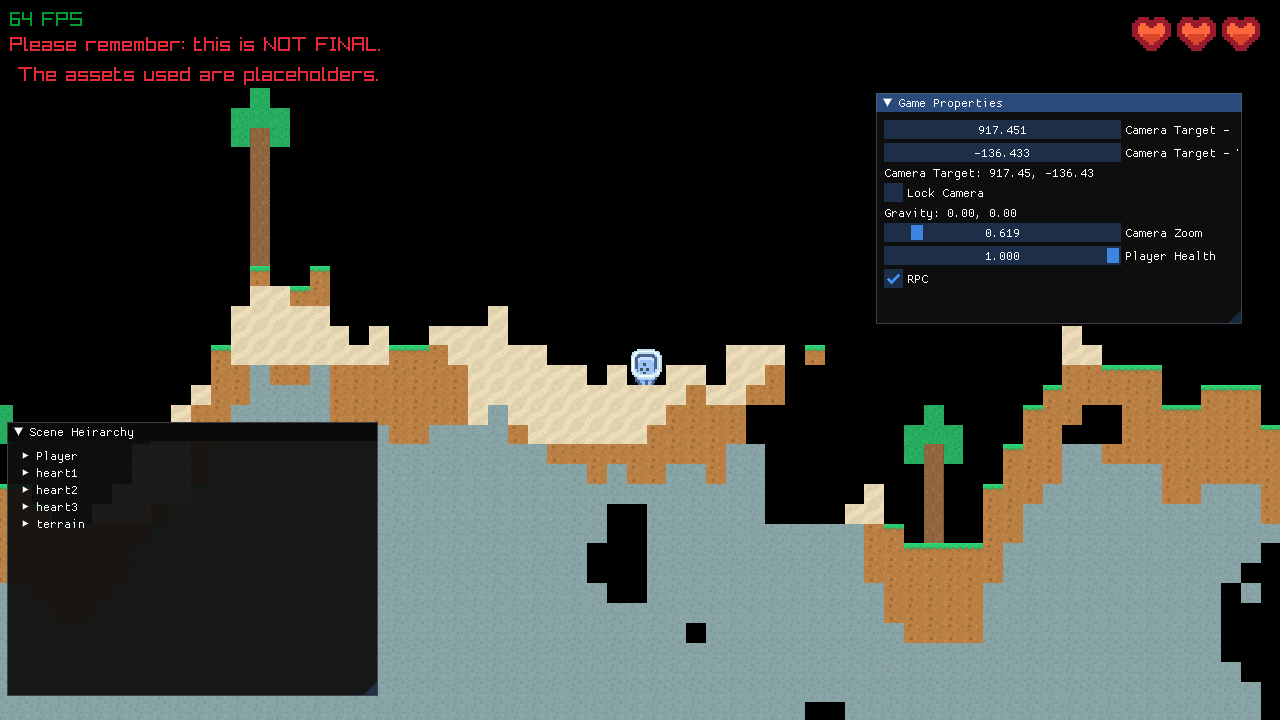 64 FPS
Please remember: this is NOT FINAL.
The assets used are placeholders.
Game Properties
917.451 Camera Target -
-136.433 Camera Target -
Camera Target: 917.45, -136.43
Lock Camera
Gravity: 0.00, 0.00
0.619 Camera Zoom
1.000 Player Health
RPC
Scene Heirarchy
Player
heart1
heart2
heart3
terrain